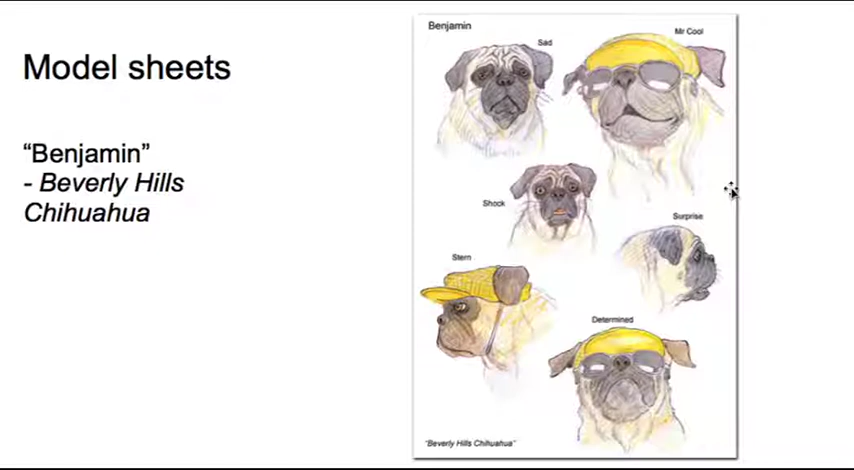 Model sheets
“Benjamin”
- Beverly Hills
Chihuahua
Benjamin
Sad
Mr Cool
Shock
Surprise
Stern
Determined
"Beverly Hills Chihuahua"